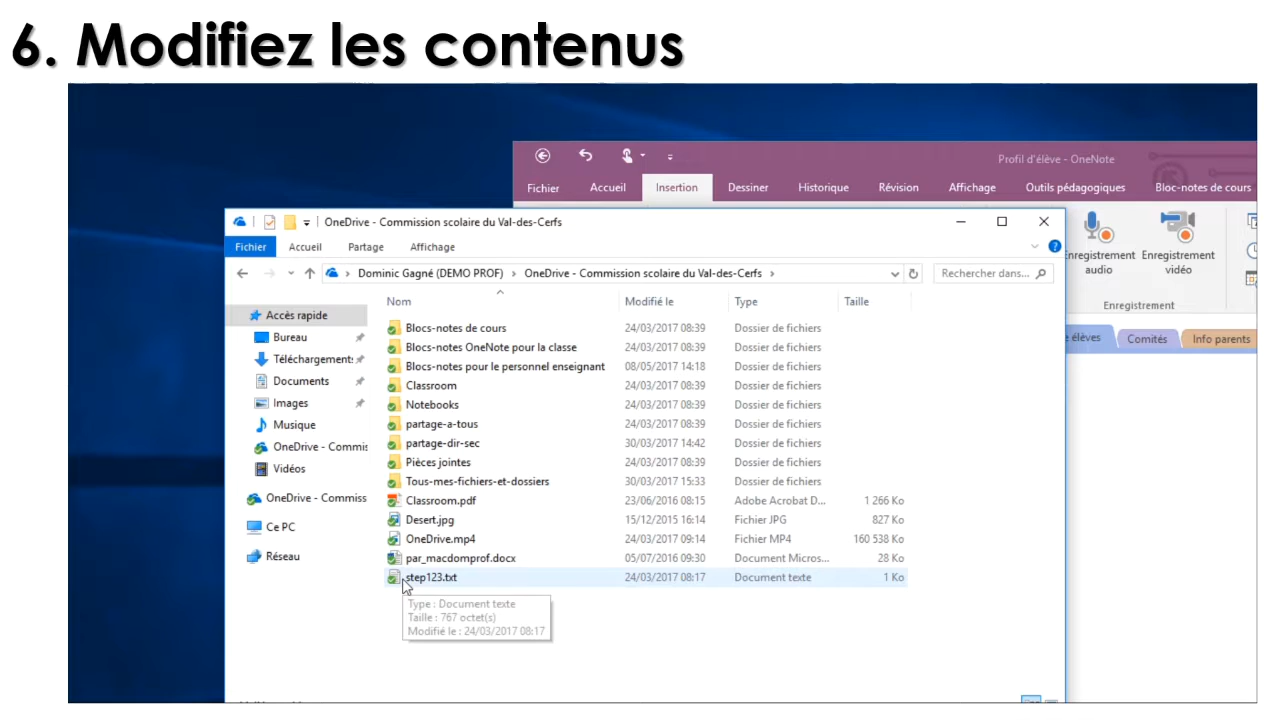 6. Modifiez les contenus
Profil d'élève - OneNote
Fichier Accueil Insertion Dessiner Historique Révision Affichage Outils pédagogiques Bloc-notes de cours
OneDrive - Commission scolaire du Val-des-Cerfs
Fichier Accueil Partage Affichage
Dominic Gagné (DEMO PROF) > OneDrive - Commission scolaire du Val-des-Cerfs >
Rechercher dans...
Enregistrement audio
Enregistrement vidéo
Enregistrement
élèves Comités Info parents
Accès rapide
Bureau
Téléchargements
Documents
Images
Musique
OneDrive - Commis
Vidéos
OneDrive - Commiss
Ce PC
Réseau
Nom Modifié le Type Taille
Blocs-notes de cours 24/03/2017 08:39 Dossier de fichiers
Blocs-notes OneNote pour la classe 24/03/2017 08:39 Dossier de fichiers
Blocs-notes pour le personnel enseignant 08/05/2017 14:18 Dossier de fichiers
Classroom 24/03/2017 08:39 Dossier de fichiers
Notebooks 24/03/2017 08:39 Dossier de fichiers
partage-a-tous 24/03/2017 08:39 Dossier de fichiers
partage-dir-sec 30/03/2017 14:42 Dossier de fichiers
Pièces jointes 24/03/2017 08:39 Dossier de fichiers
Tous-mes-fichiers-et-dossiers 30/03/2017 15:33 Dossier de fichiers
Classroom.pdf 23/06/2016 08:15 Adobe Acrobat D... 1 266 Ko
Desert.jpg 15/12/2015 16:14 Fichier JPG 827 Ko
OneDrive.mp4 24/03/2017 09:14 Fichier MP4 160 538 Ko
par_macdomprof.docx 05/07/2016 09:30 Document Micros... 28 Ko
step123.txt 24/03/2017 08:17 Document texte 1 Ko
Type : Document texte
Taille : 767 octet(s)
Modifié le : 24/03/2017 08:17